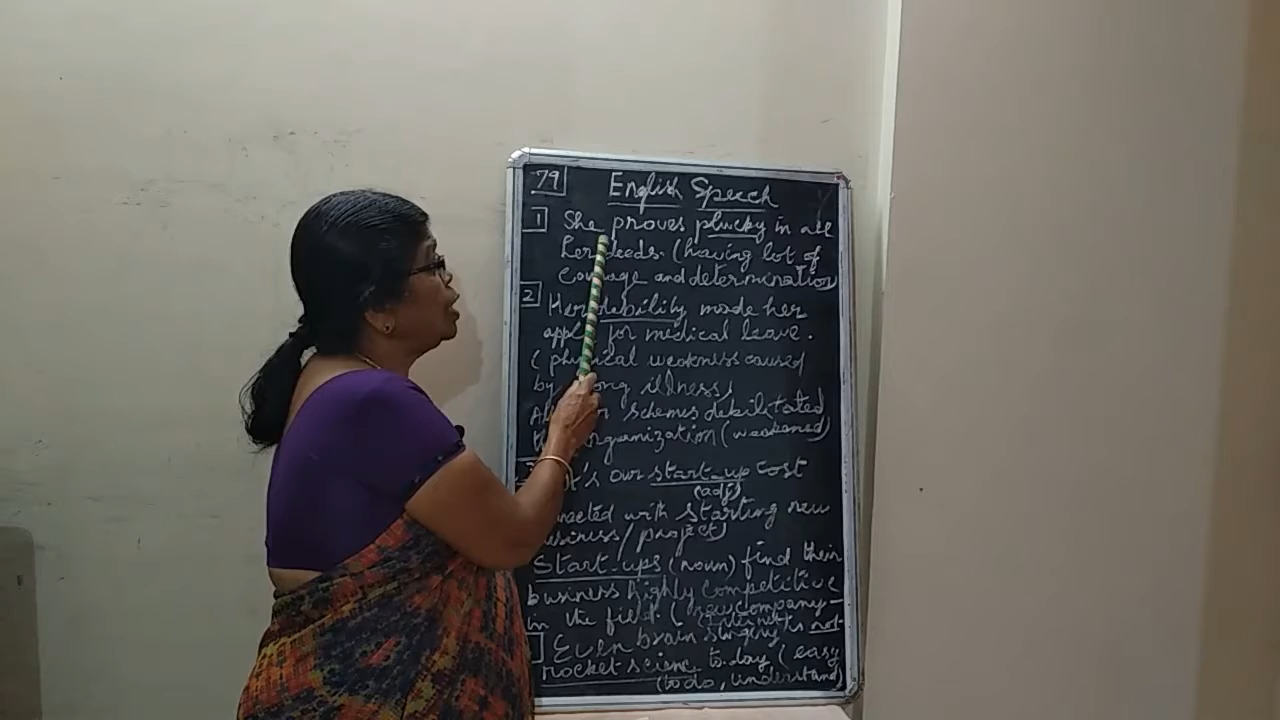 79 English Speech
1 She proves plucky in all
her deeds. (having lot of
courage and determination
2 Her debility made her
for medical leave.
( physical weakness caused
by long illness,
schemes debilitated
organization (weakened)
It's our start-up cost
(adj)
with starting new
business/project)
Start-ups (noun) find their
business highly competitive
in the field. ( new company-
(internet)
Even brain surgery is not
rocket science to-day (easy
(to do, understand)